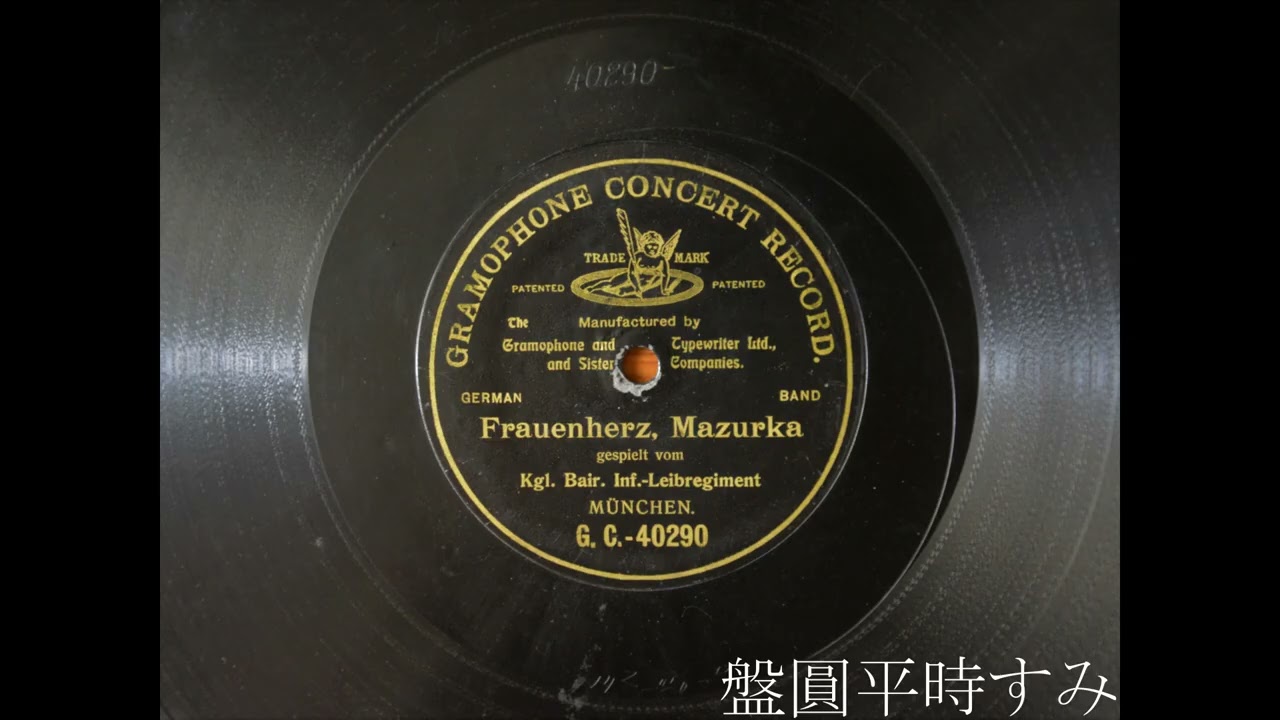 40290-
GRAMOPHONE CONCERT RECORD.
TRADE MARK
PATENTED PATENTED
Manufactured by
The Gramophone and Typewriter Ltd.,
and Sister Companies.
GERMAN BAND
Frauenherz, Mazurka
gespielt vom
Kgl. Bair. Inf.-Leibregiment
MÜNCHEN.
G. C.-40290
盤圓平時すみ